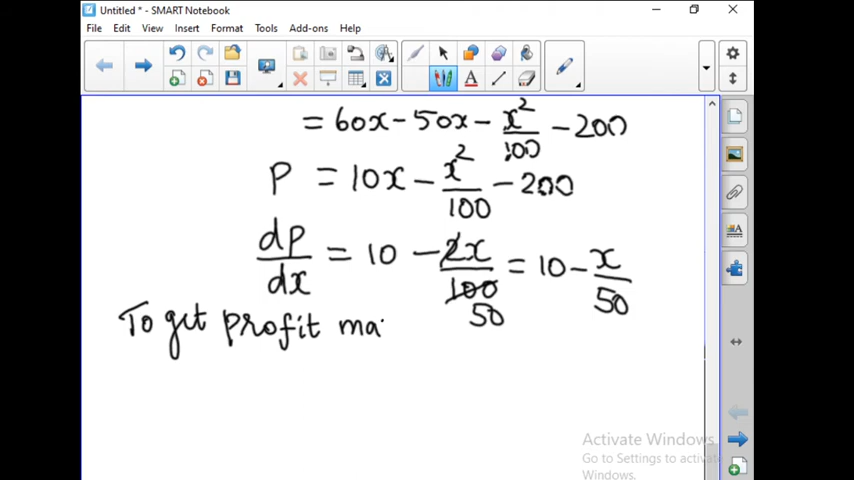 Untitled * - SMART Notebook
File Edit View Insert Format Tools Add-ons Help
= 60x - 50x - x²/100 - 200
P = 10x - x²/100 - 200
dP/dx = 10 - 2x/100 = 10 - x/50
50
To get profit ma
Activate Windows
Go to Settings to activate
Windows.